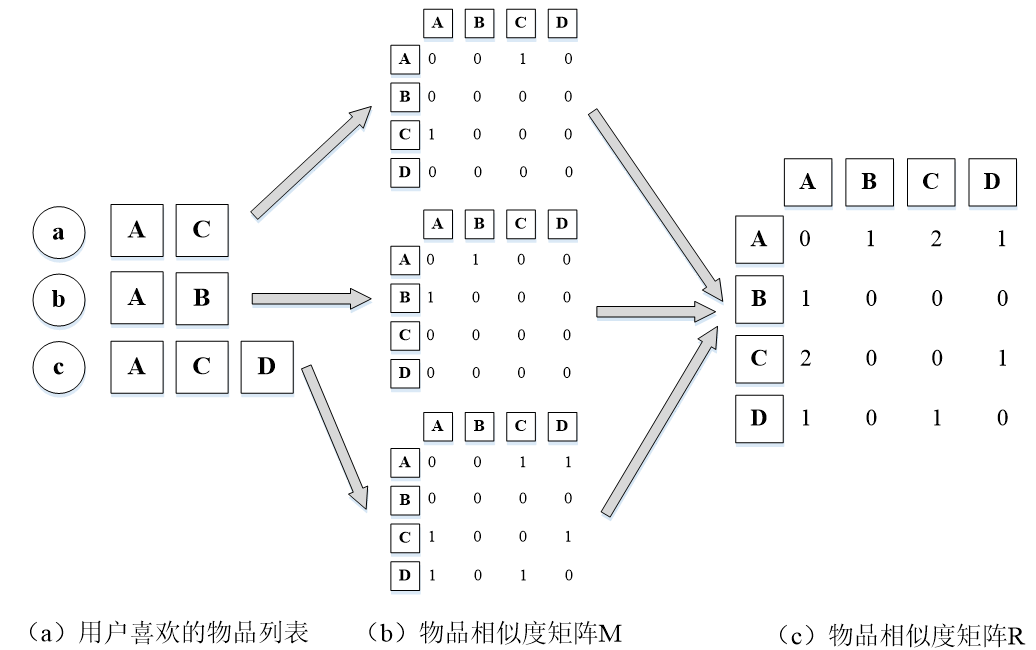 a A C
b A B
c A C D
A B C D
A 0 0 1 0
B 0 0 0 0
C 1 0 0 0
D 0 0 0 0
A B C D
A 0 1 0 0
B 1 0 0 0
C 0 0 0 0
D 0 0 0 0
A B C D
A 0 0 1 1
B 0 0 0 0
C 1 0 0 1
D 1 0 1 0
A B C D
A 0 1 2 1
B 1 0 0 0
C 2 0 0 1
D 1 0 1 0
（a）用户喜欢的物品列表
（b）物品相似度矩阵M
（c）物品相似度矩阵R